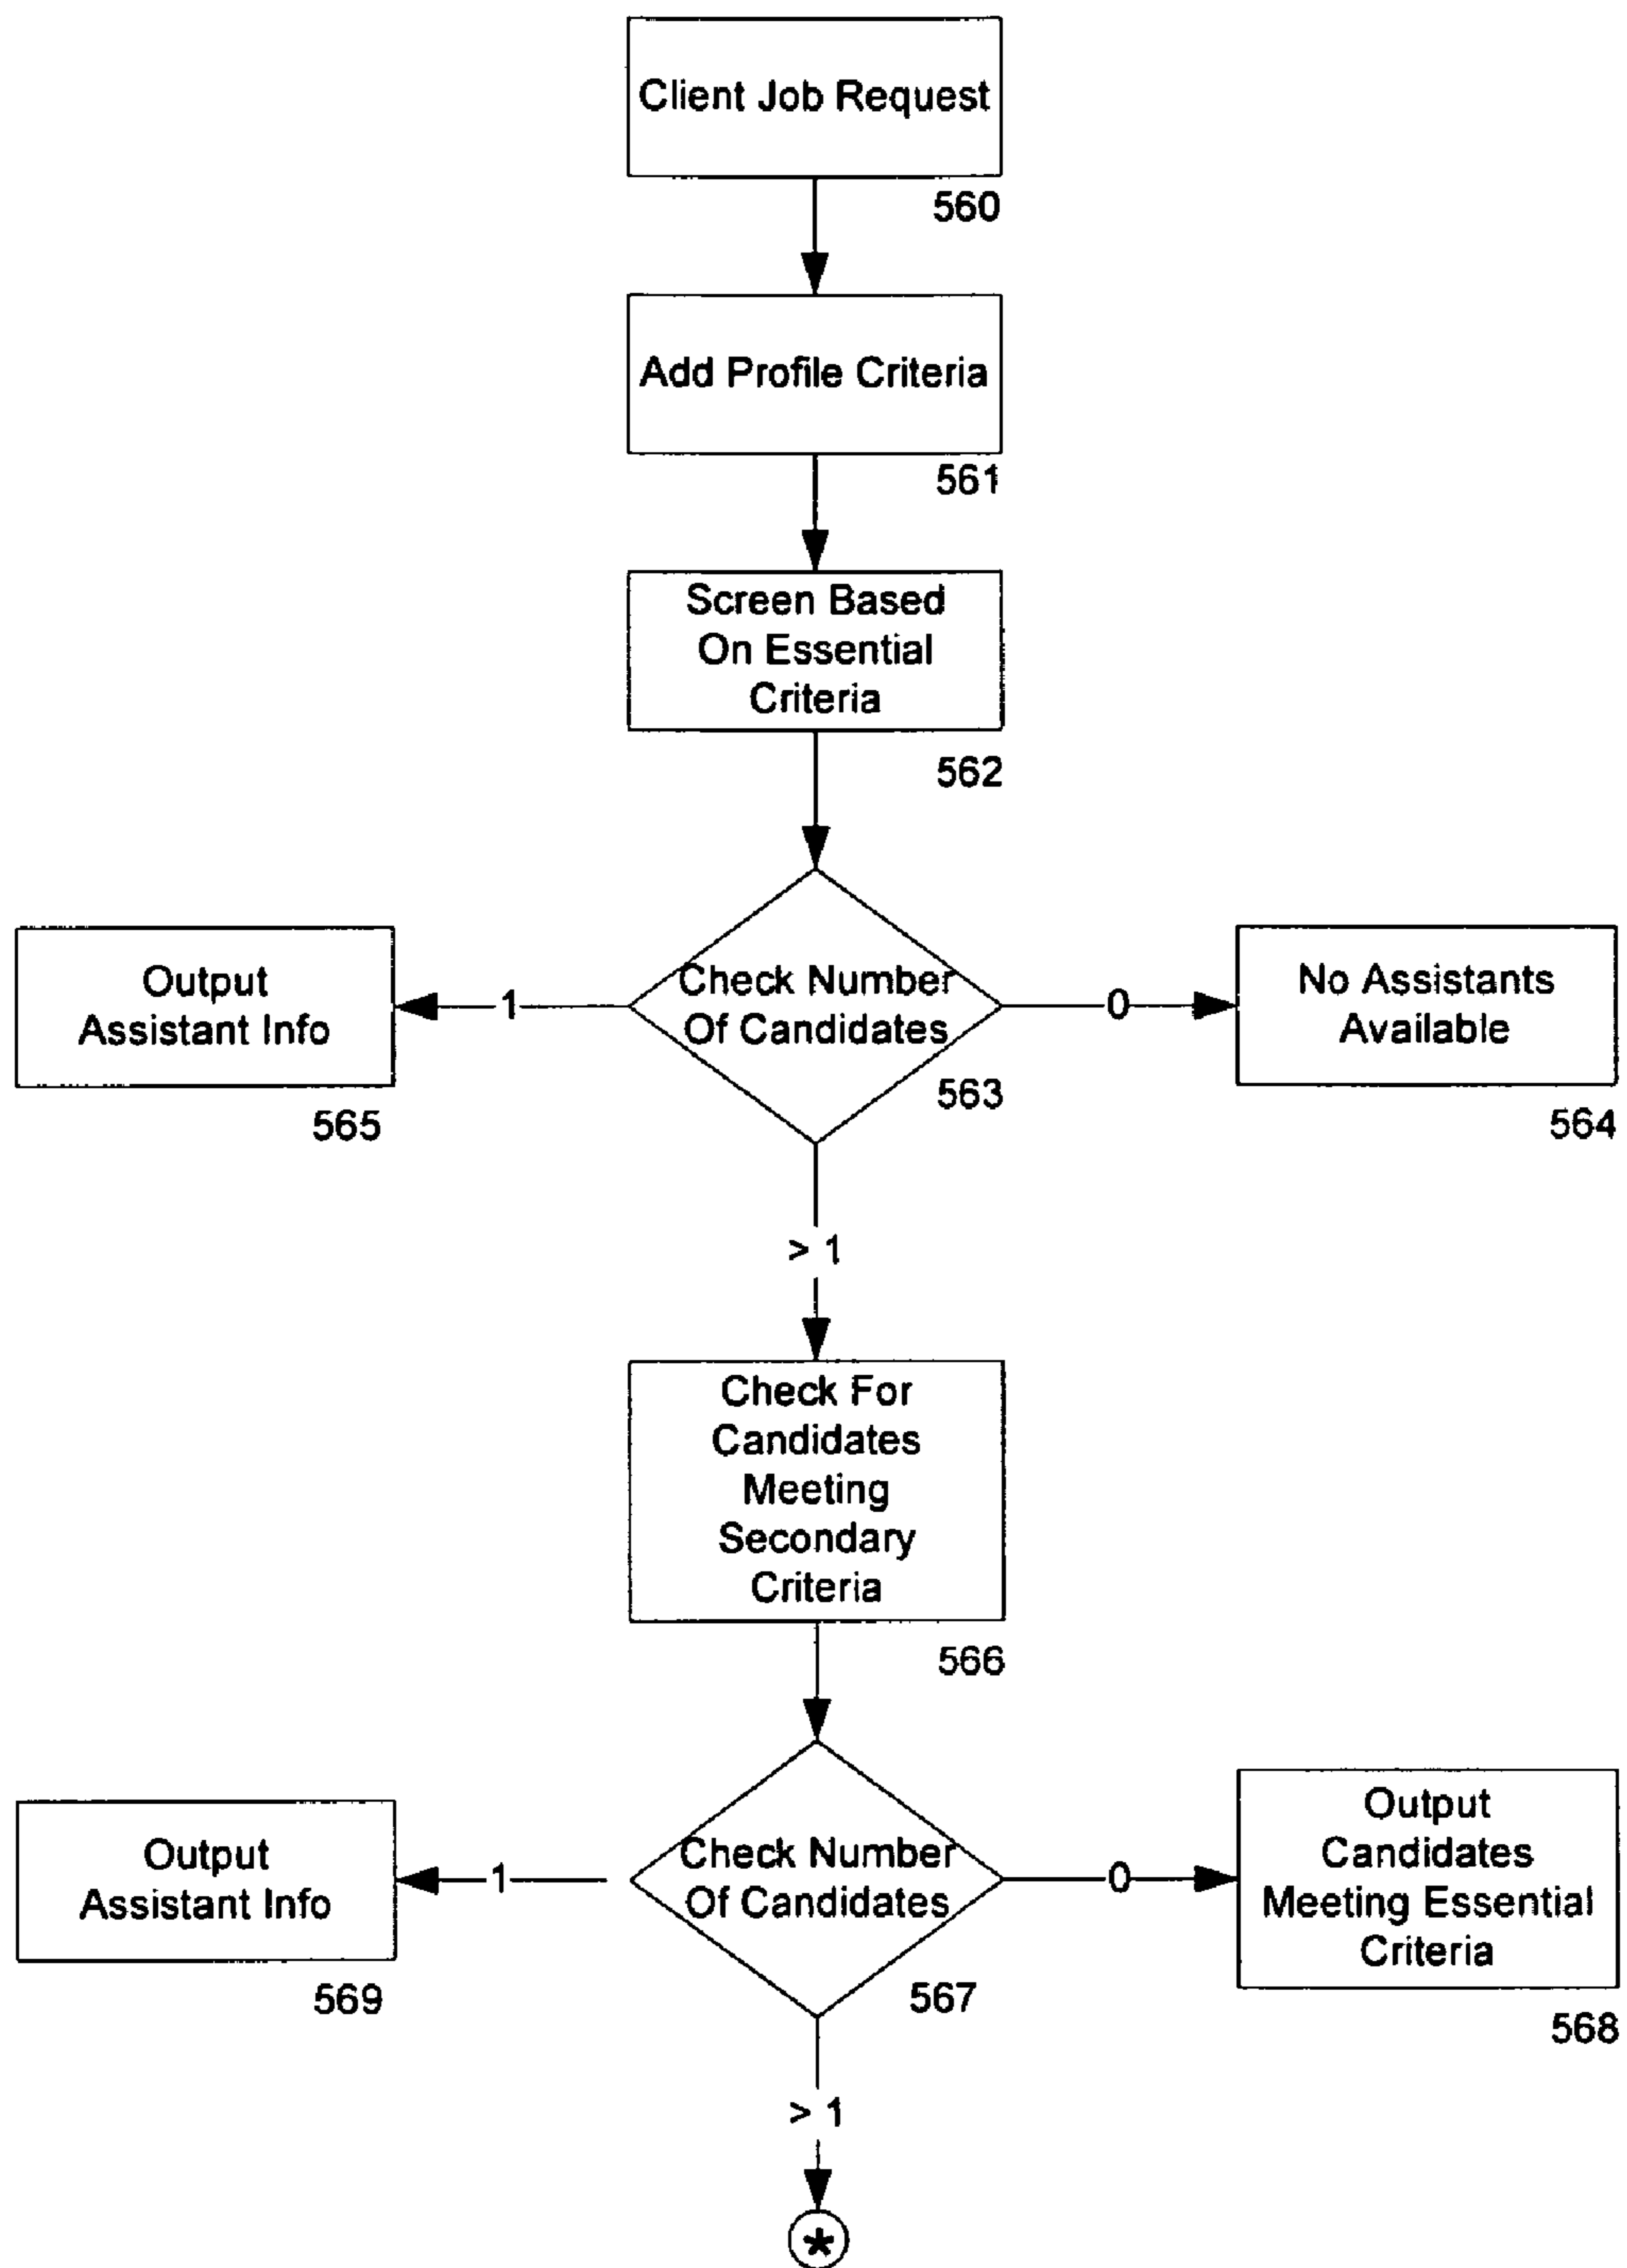 Client Job Request
560
Add Profile Criteria
561
Screen Based
On Essential
Criteria
562
Output
Assistant Info
565
1
Check Number
Of Candidates
563
0
No Assistants
Available
564
> 1
Check For
Candidates
Meeting
Secondary
Criteria
566
Output
Assistant Info
569
1
Check Number
Of Candidates
567
0
Output
Candidates
Meeting Essential
Criteria
568
> 1
*